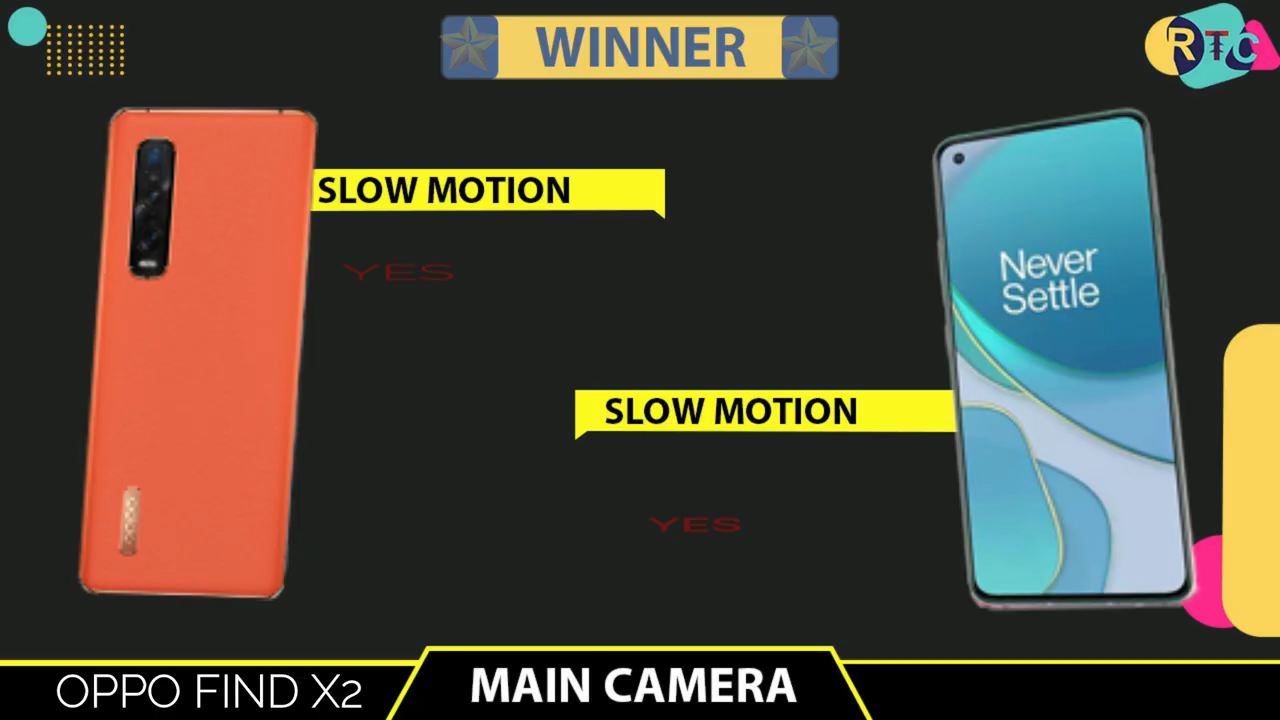 WINNER
RTC
SLOW MOTION
YES
Never
Settle
SLOW MOTION
YES
OPPO FIND X2
MAIN CAMERA